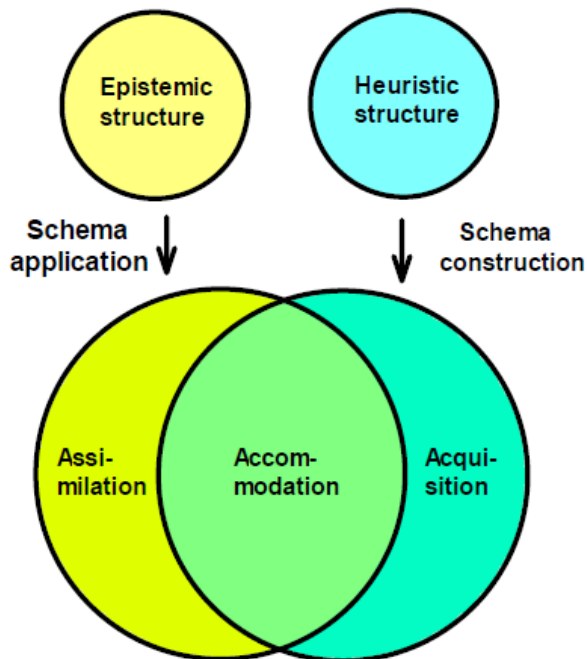 Epistemic
structure
Heuristic
structure
Schema
application
Schema
construction
Assi-
milation
Accom-
modation
Acqui-
sition